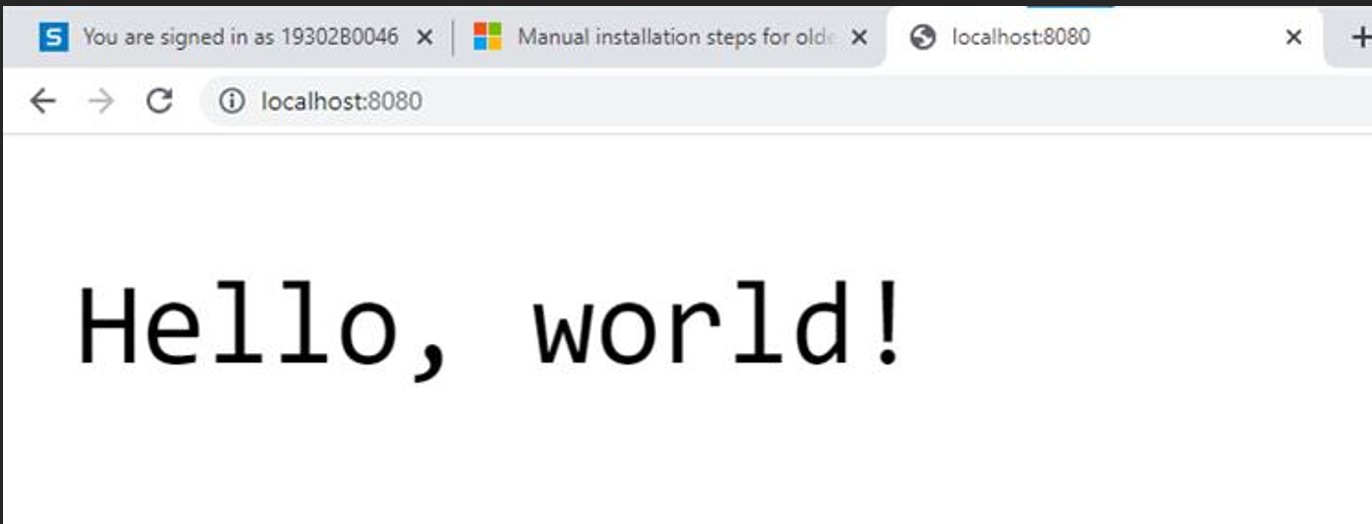 S You are signed in as 19302B0046 Manual installation steps for olde localhost:8080
localhost:8080
Hello, world!